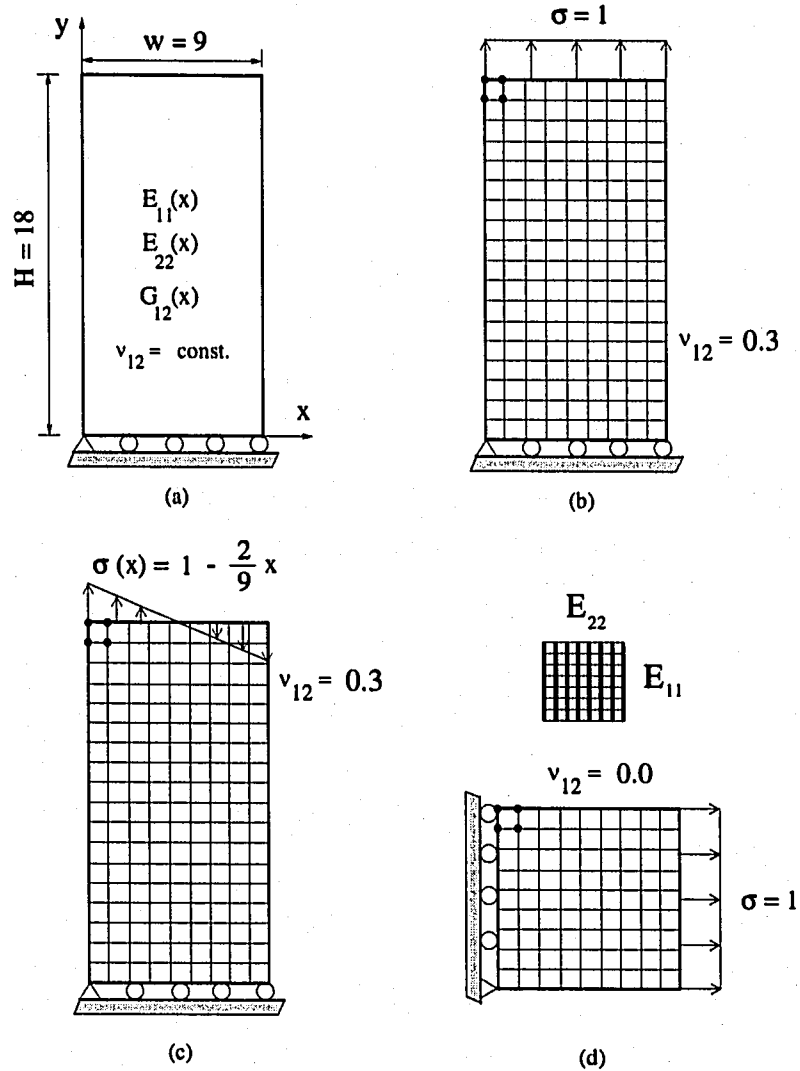 y
w = 9
H = 18
E₁₁(x)
E₂₂(x)
G₁₂(x)
ν₁₂ = const.
x
(a)
σ = 1
ν₁₂ = 0.3
(b)
σ (x) = 1 - 2/9 x
ν₁₂ = 0.3
(c)
E₂₂
E₁₁
ν₁₂ = 0.0
σ = 1
(d)